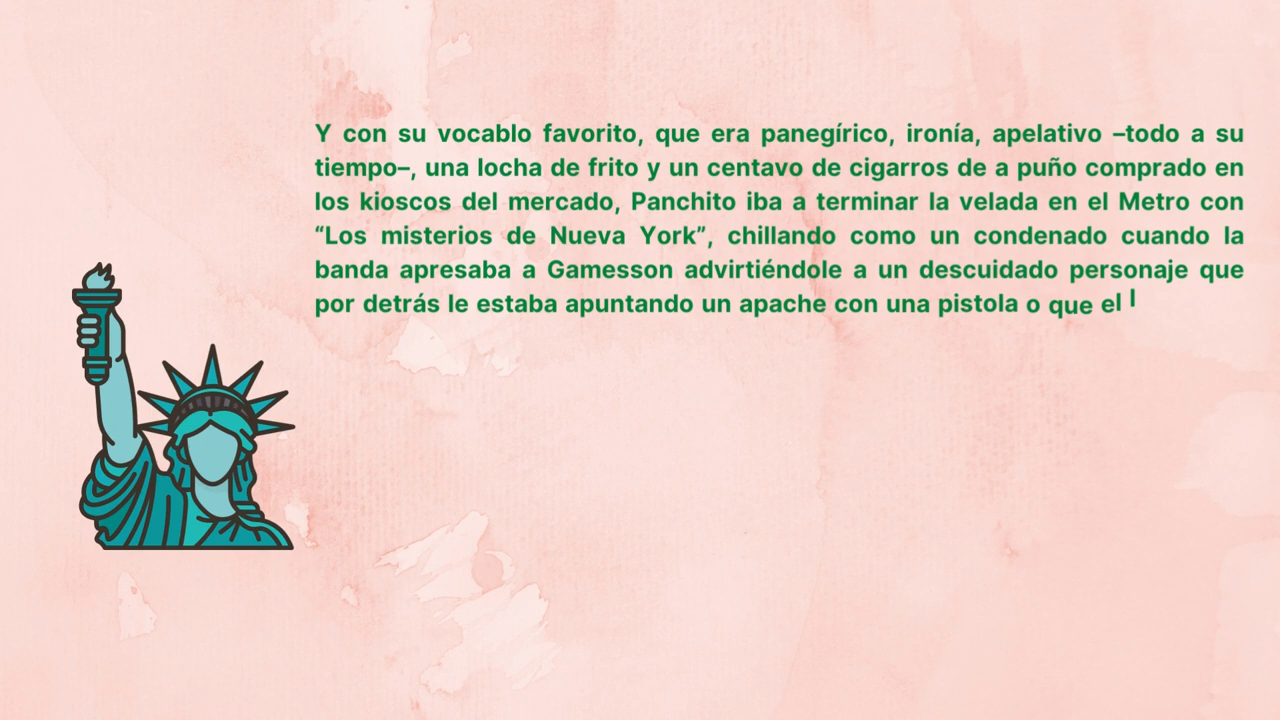 Y con su vocablo favorito, que era panegírico, ironía, apelativo –todo a su
tiempo–, una locha de frito y un centavo de cigarros de a puño comprado en
los kioscos del mercado, Panchito iba a terminar la velada en el Metro con
“Los misterios de Nueva York”, chillando como un condenado cuando la
banda apresaba a Gamesson advirtiéndole a un descuidado personaje que
por detrás le estaba apuntando un apache con una pistola o que el l